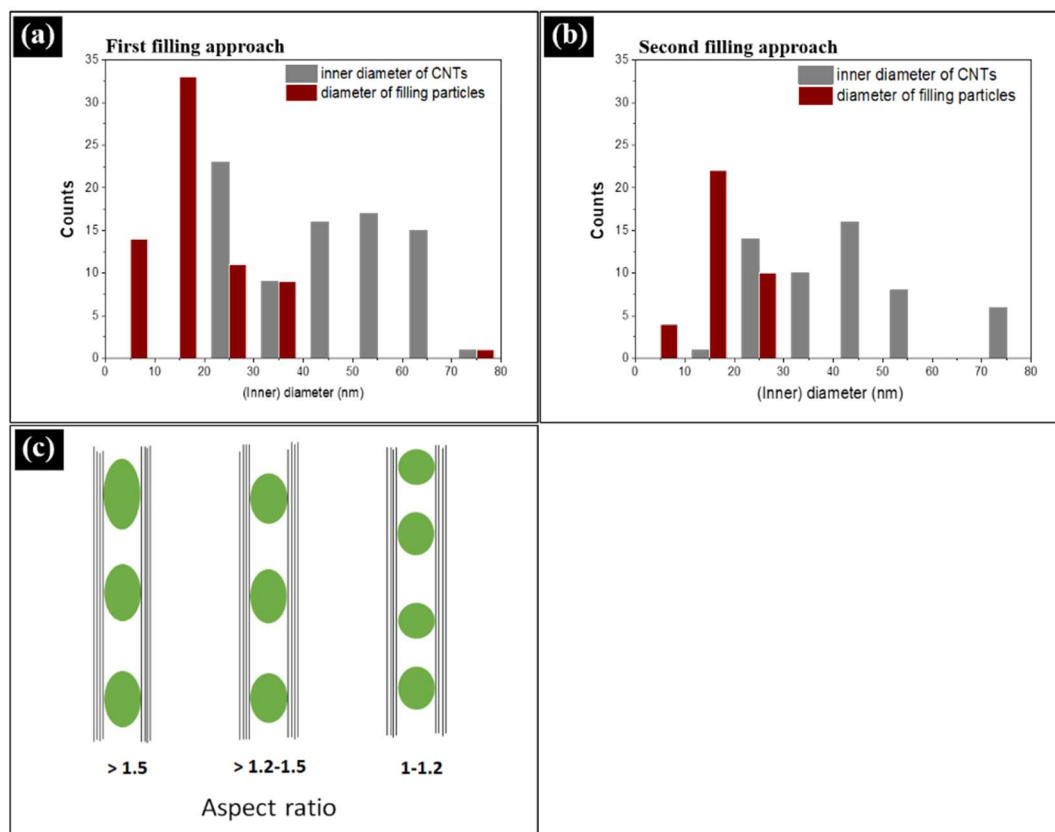 (a)
First filling approach
inner diameter of CNTs
diameter of filling particles
35
30
25
20
15
10
5
0
Counts
0 10 20 30 40 50 60 70 80
(Inner) diameter (nm)
(b)
Second filling approach
inner diameter of CNTs
diameter of filling particles
35
30
25
20
15
10
5
0
Counts
0 10 20 30 40 50 60 70 80
(Inner) diameter (nm)
(c)
> 1.5 > 1.2-1.5 1-1.2
Aspect ratio